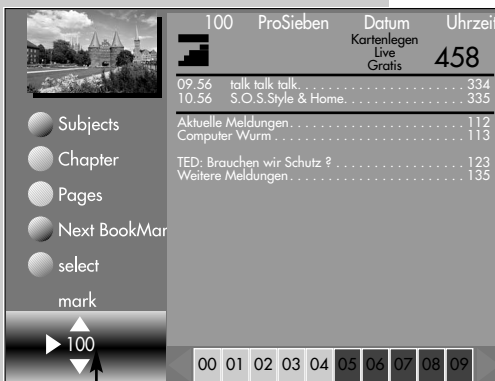 100 ProSieben Datum Uhrzeit
Kartenlegen
Live
Gratis
458
09.56 talk talk talk. . . . . . . . . . . . . . . . . . . . . 334
10.56 S.O.S.Style & Home. . . . . . . . . . . . . . . 335
Aktuelle Meldungen. . . . . . . . . . . . . . . . . . . . . 112
Computer Wurm. . . . . . . . . . . . . . . . . . . . . . . . 113
TED: Brauchen wir Schutz ? . . . . . . . . . . . . . . . 123
Weitere Meldungen. . . . . . . . . . . . . . . . . . . . . 135
Subjects
Chapter
Pages
Next BookMar
select
mark
100
00 01 02 03 04 05 06 07 08 09